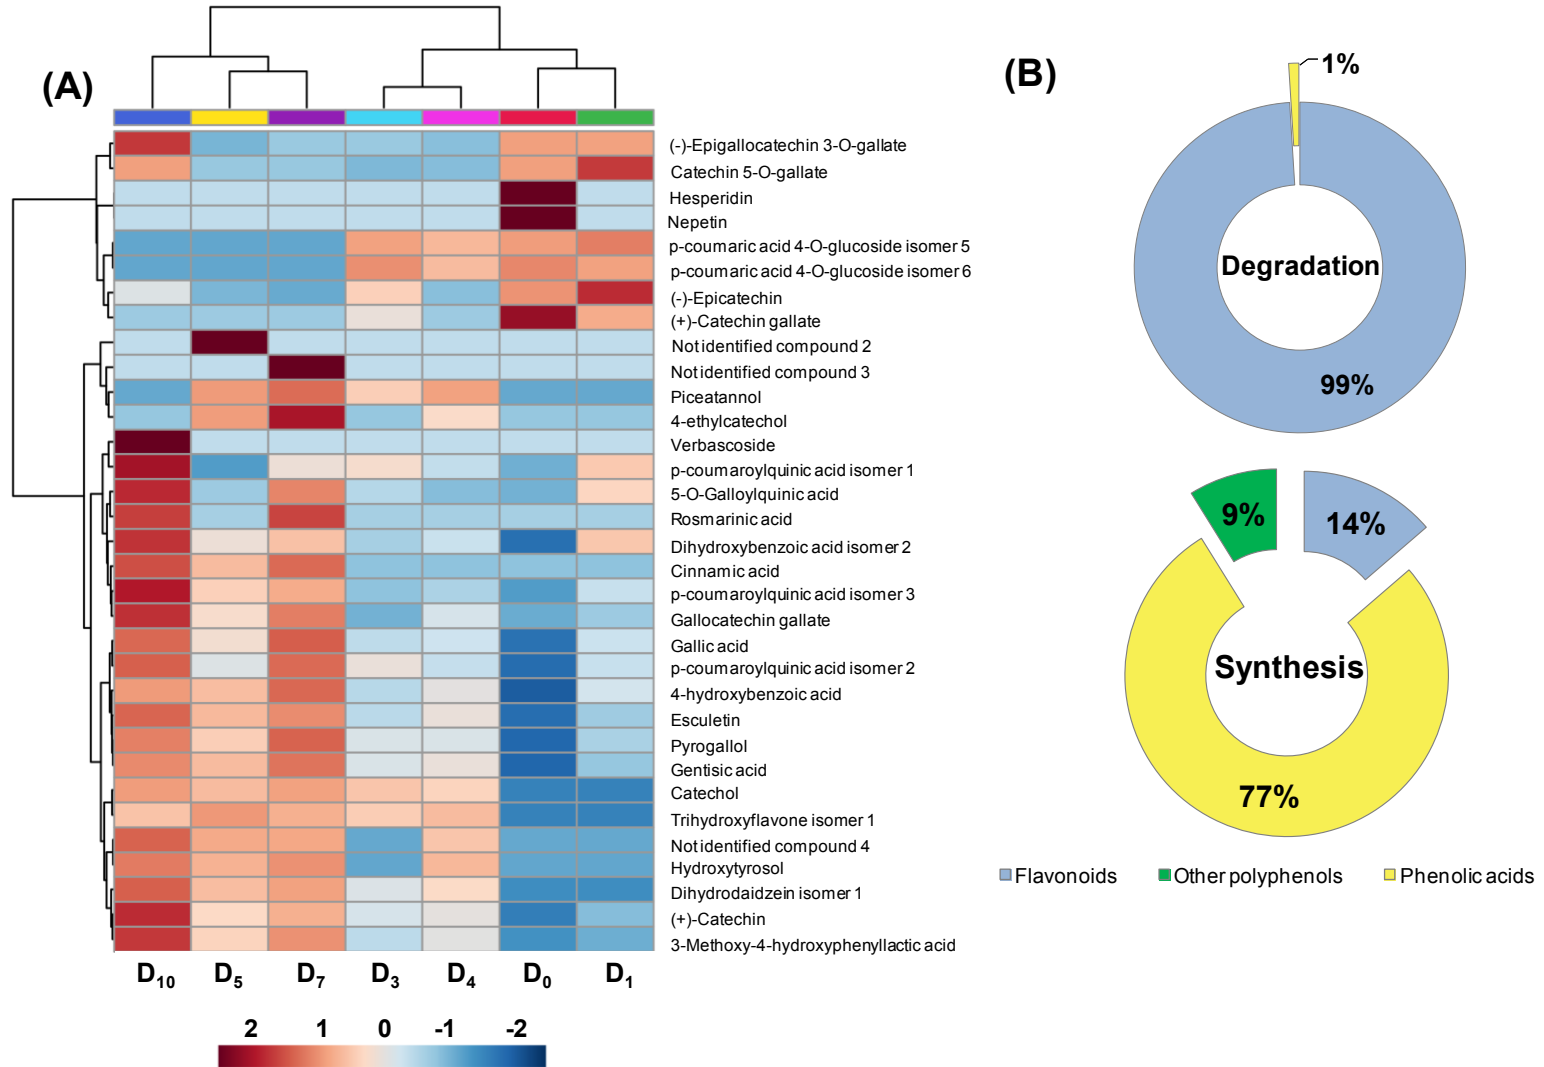 (A)
(-)-Epigallocatechin 3-O-gallate
Catechin 5-O-gallate
Hesperidin
Nepetin
p-coumaric acid 4-O-glucoside isomer 5
p-coumaric acid 4-O-glucoside isomer 6
(-)-Epicatechin
(+)-Catechin gallate
Not identified compound 2
Not identified compound 3
Piceatannol
4-ethylcatechol
Verbascoside
p-coumaroylquinic acid isomer 1
5-O-Galloylquinic acid
Rosmarinic acid
Dihydroxybenzoic acid isomer 2
Cinnamic acid
p-coumaroylquinic acid isomer 3
Gallocatechin gallate
Gallic acid
p-coumaroylquinic acid isomer 2
4-hydroxybenzoic acid
Esculetin
Pyrogallol
Gentisic acid
Catechol
Trihydroxyflavone isomer 1
Not identified compound 4
Hydroxytyrosol
Dihydrodaidzein isomer 1
(+)-Catechin
3-Methoxy-4-hydroxyphenyllactic acid
D10 D5 D7 D3 D4 D0 D1
2 1 0 -1 -2
(B)
1%
Degradation
99%
9%
14%
Synthesis
77%
Flavonoids Other polyphenols Phenolic acids